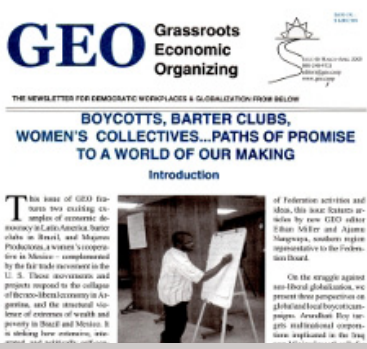 GEO
Grassroots
Economic
Organizing
THE NEWSLETTER FOR DEMOCRATIC WORKPLACES & GLOBALIZATION FROM BELOW
BOYCOTTS, BARTER CLUBS,
WOMEN'S COLLECTIVES...PATHS OF PROMISE
TO A WORLD OF OUR MAKING
Introduction
This issue of GEO fea-
tures two exciting ex-
amples of economic de-
mocracy in Latin America, barter
clubs in Brazil, and Mujeres
Productoras, a women's coopera-
tive in Mexico – complemented
by the fair trade movement in the
U. S. These movements and
projects respond to the collapse
of the neo-liberal economy in Ar-
gentina, and the structural vio-
lence of extremes of wealth and
poverty in Brazil and Mexico. It
is striking how extensive,
of Federation activities and
ideas, this issue features ar-
ticles by new GEO editor
Ethan Miller and Ajamu
Nangwaya, southern region
representative to the Federa-
tion Board.
On the struggle against
neo-liberal globalization, we
present three perspectives on
global and local boycott cam-
paigns. Arundhati Roy tar-
gets multinational corpora-
tions implicated in the Iraq